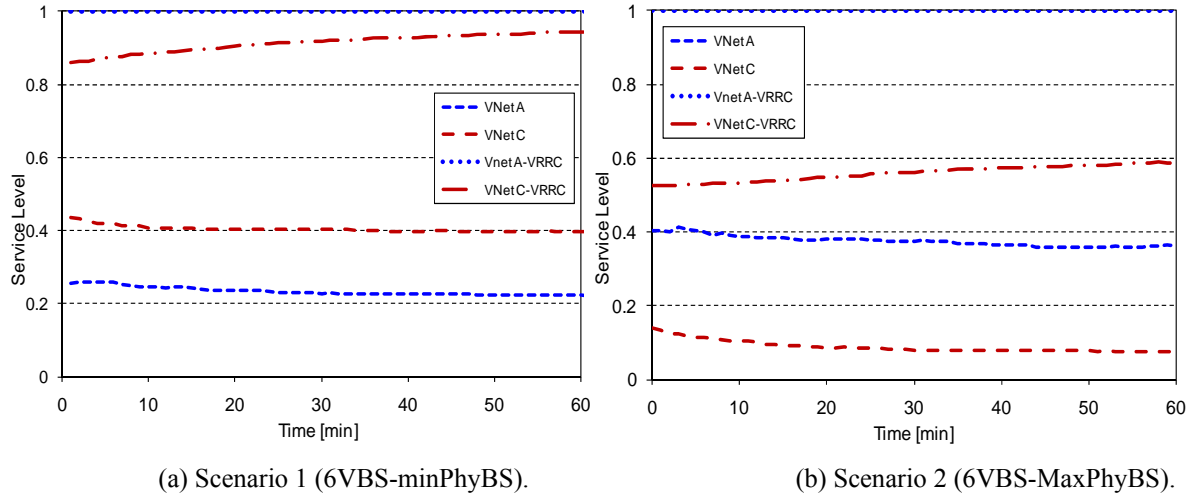 1
0.8
0.6
0.4
0.2
0
Service Level
VNetA
VNetC
VnetA-VRRC
VNetC-VRRC
0 10 20 30 40 50 60
Time [min]
(a) Scenario 1 (6VBS-minPhyBS).
1
0.8
0.6
0.4
0.2
0
Service Level
VNetA
VNetC
VnetA-VRRC
VNetC-VRRC
0 10 20 30 40 50 60
Time [min]
(b) Scenario 2 (6VBS-MaxPhyBS).